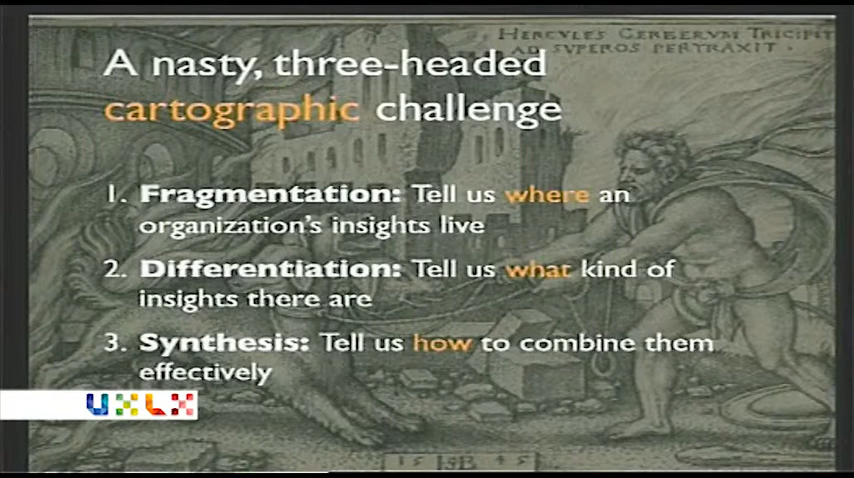 HERCVLES CERBERVM TRICIPIT
AD SVPEROS PERTRAXIT.
A nasty, three-headed
cartographic challenge
1. Fragmentation: Tell us where an
organization's insights live
2. Differentiation: Tell us what kind of
insights there are
3. Synthesis: Tell us how to combine them
effectively
UXLX
15 HSB 45